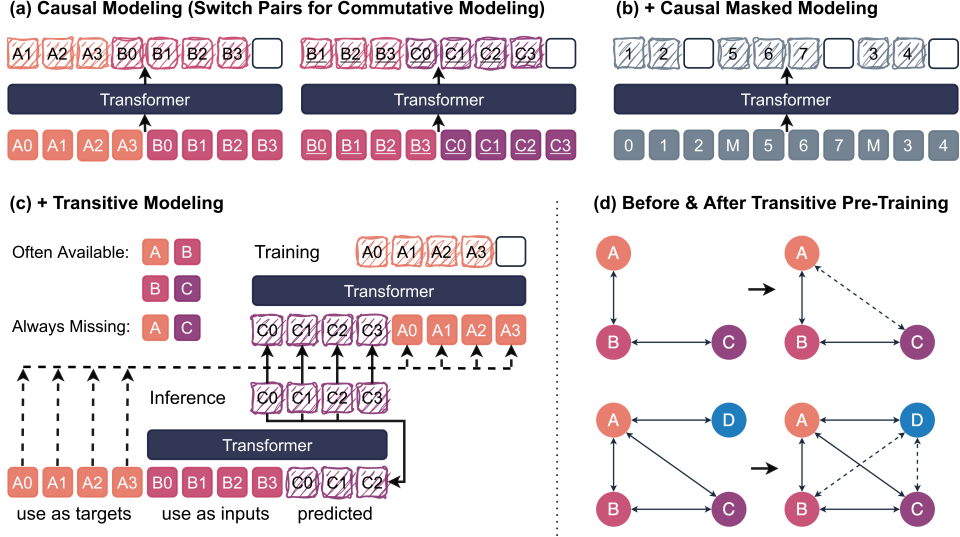 (a) Causal Modeling (Switch Pairs for Commutative Modeling)
A1 A2 A3 B0 B1 B2 B3
B1 B2 B3 C0 C1 C2 C3
Transformer
Transformer
A0 A1 A2 A3 B0 B1 B2 B3
B0 B1 B2 B3 C0 C1 C2 C3
(b) + Causal Masked Modeling
1 2 5 6 7 3 4
Transformer
0 1 2 M 5 6 7 M 3 4
(c) + Transitive Modeling
Often Available: A B
B C
Always Missing: A C
Training A0 A1 A2 A3
Transformer
C0 C1 C2 C3 A0 A1 A2 A3
Inference C0 C1 C2 C3
Transformer
A0 A1 A2 A3 B0 B1 B2 B3 C0 C1 C2
use as targets use as inputs predicted
(d) Before & After Transitive Pre-Training
A A
B C B C
A D A D
B C B C